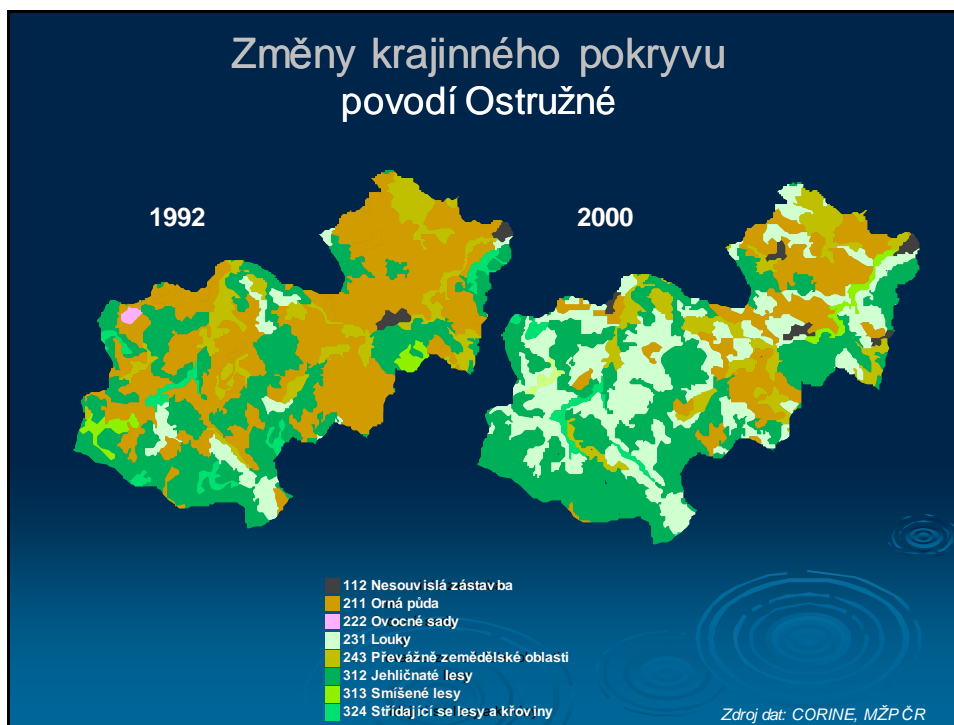 Změny krajinného pokryvu
povodí Ostružné
1992
2000
112 Nesouvislá zástavba
211 Orná půda
222 Ovocné sady
231 Louky
243 Převážně zemědělské oblasti
312 Jehličnaté lesy
313 Smíšené lesy
324 Střídající se lesy a křoviny
Zdroj dat: CORINE, MŽP ČR